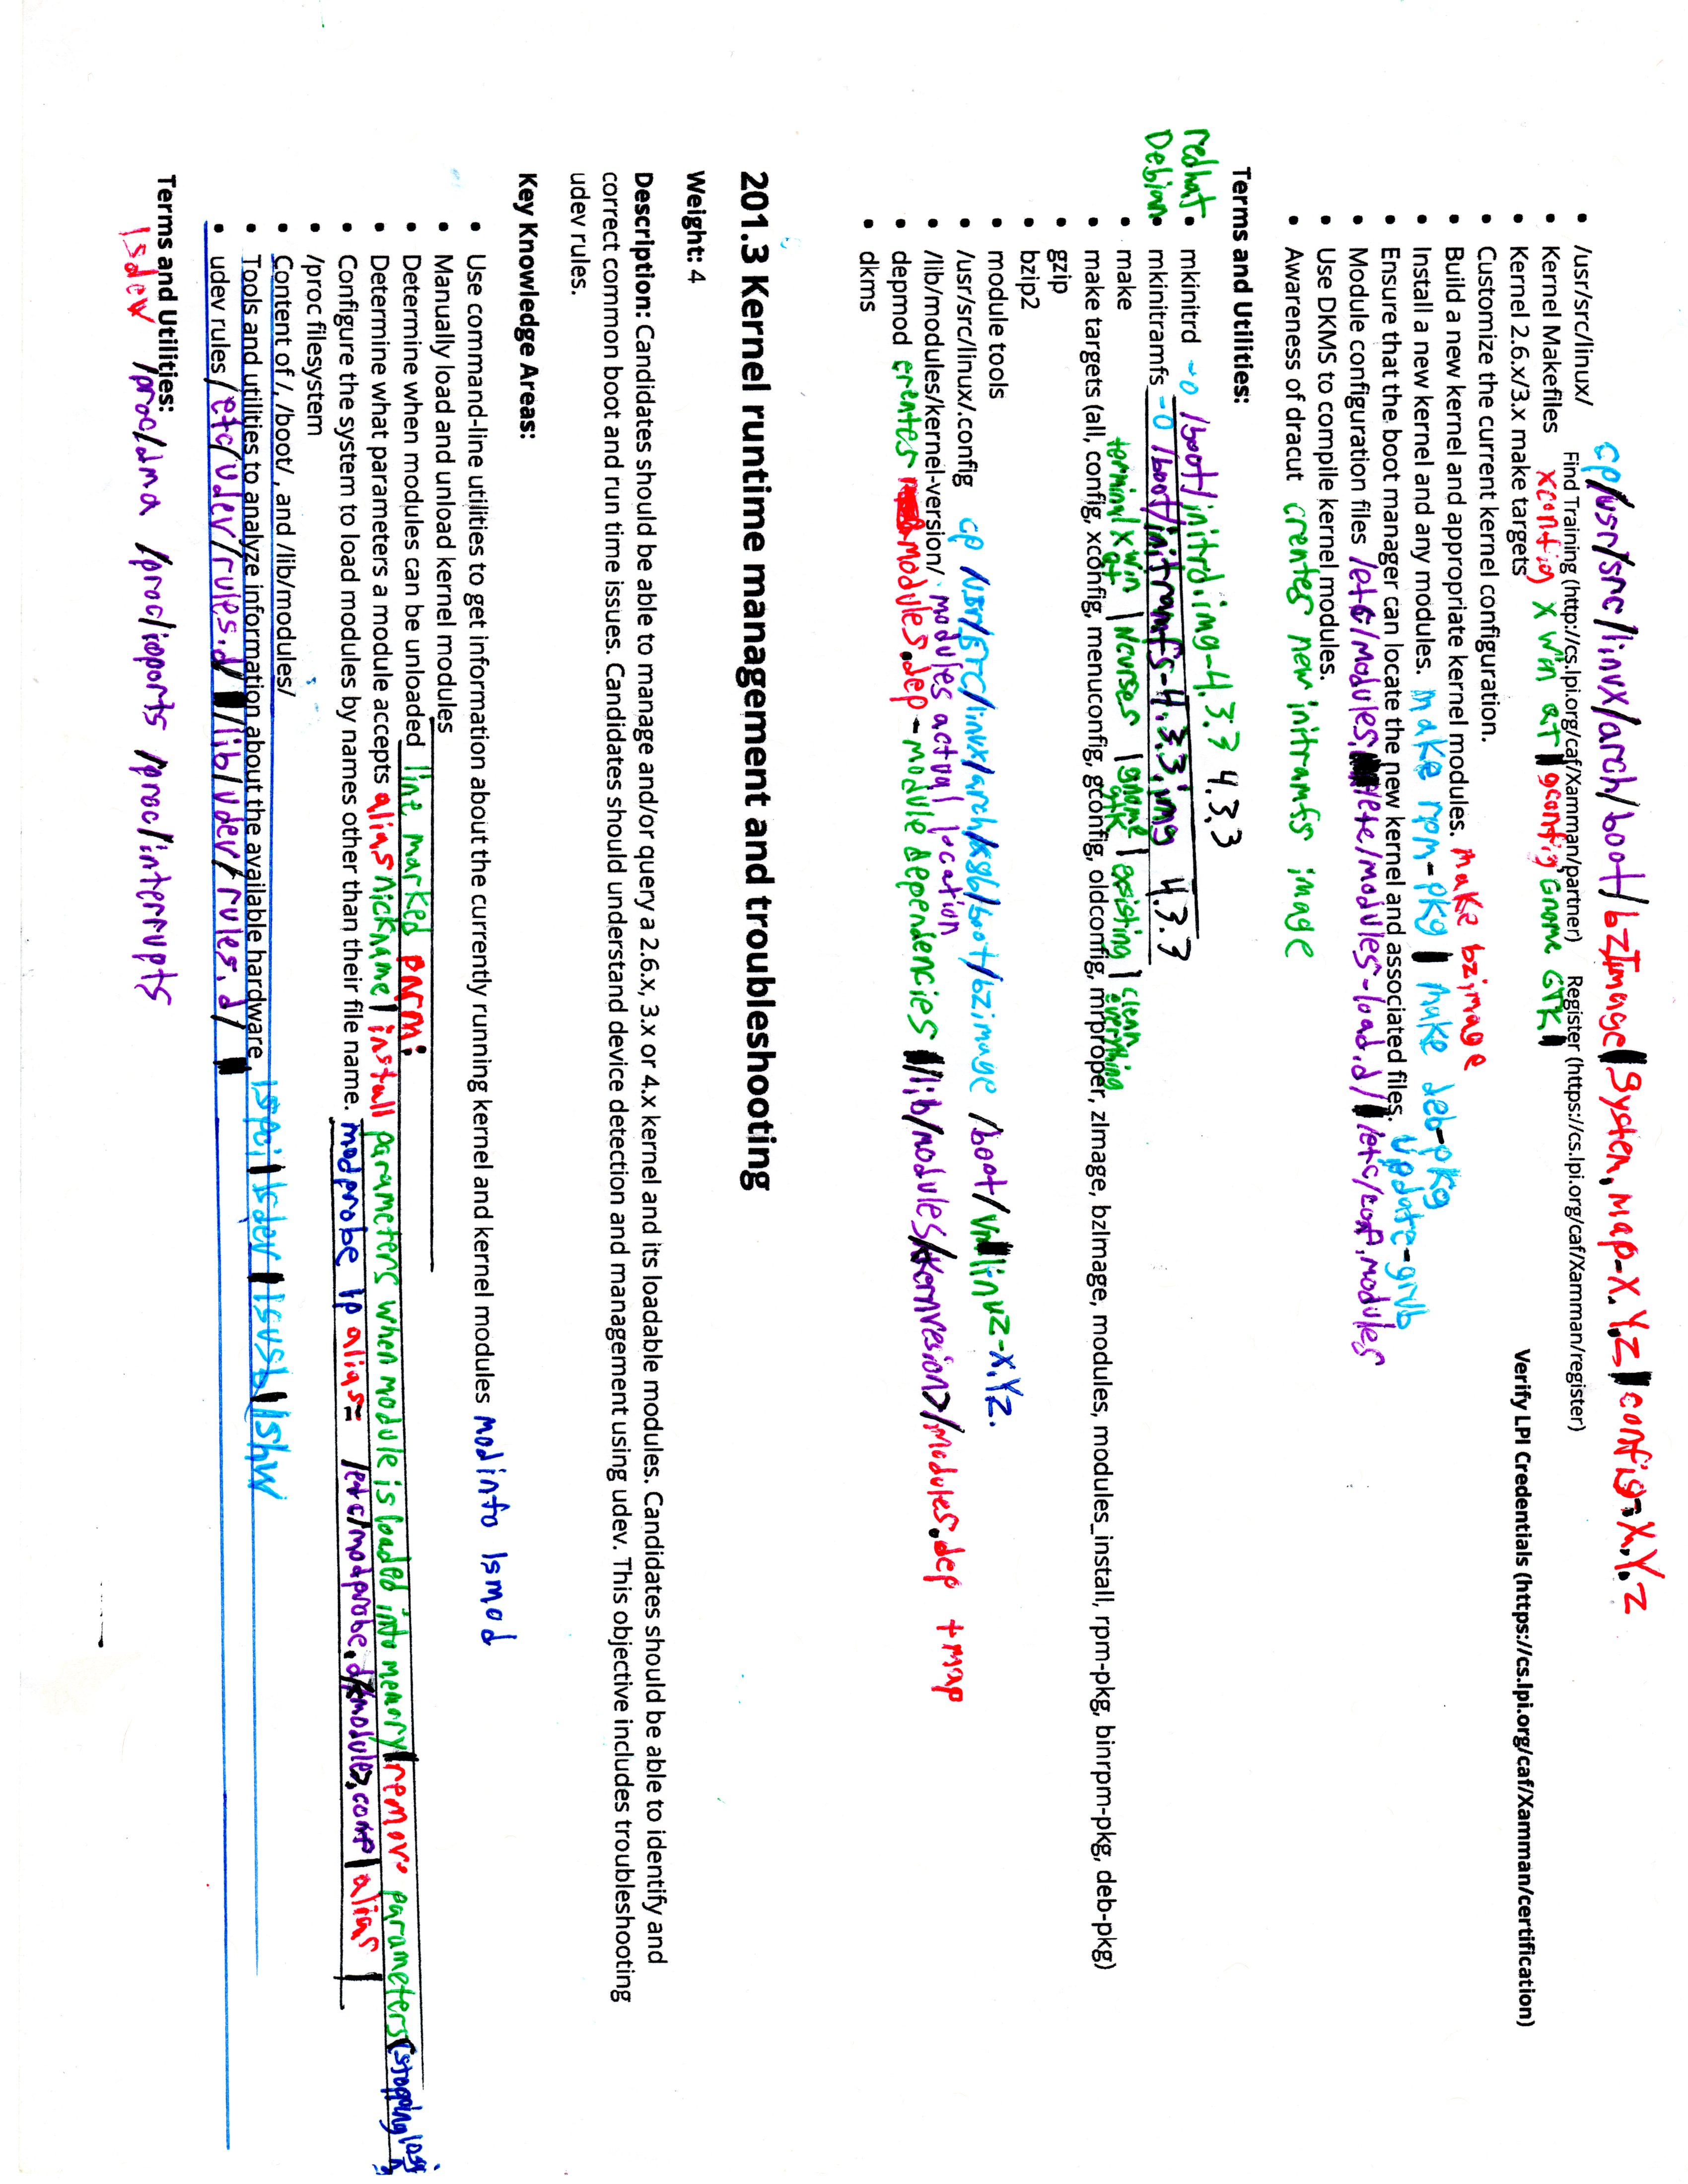 cp/usr/src/linux/arch/boot/bzImage|System.map-X.Y.Z|config-X.Y.Z
Find Training (http://cs.lpi.org/caf/Xamman/partner) Register (https://cs.lpi.org/caf/Xamman/register)
Verify LPI Credentials (https://cs.lpi.org/caf/Xamman/certification)
• /usr/src/linux/
• Kernel Makefiles xconfig X win qt|gconfig Gnome GTK|
• Kernel 2.6.x/3.x make targets
• Customize the current kernel configuration.
• Build a new kernel and appropriate kernel modules. make bzimage
• Install a new kernel and any modules. make rpm-pkg | make deb-pkg
• Ensure that the boot manager can locate the new kernel and associated files. update-grub
• Module configuration files /etc/modules /etc/modules-load.d/|/etc/conf.modules
• Use DKMS to compile kernel modules.
• Awareness of dracut creates new initramfs image
Terms and Utilities:
redhat • mkinitrd -o /boot/initrd.img-4.3.3 4.3.3
Debian • mkinitramfs -o /boot/initramfs-4.3.3.img 4.3.3
• make
terminal|x win qt|Ncurses|gnome gtk|existing|clean everything
• make targets (all, config, xconfig, menuconfig, gconfig, oldconfig, mrproper, zImage, bzImage, modules, modules_install, rpm-pkg, binrpm-pkg, deb-pkg)
• gzip
• bzip2
• module tools
• /usr/src/linux/.config cp /linux/arch/x86/boot/bzimage /boot/vmlinuz-X.Y.Z.
• /lib/modules/kernel-version/ modules actual location
• depmod creates modules.dep - module dependencies |/lib/modules/<kernvesion>/modules.dep + map
• dkms
201.3 Kernel runtime management and troubleshooting
Weight: 4
Description: Candidates should be able to manage and/or query a 2.6.x, 3.x or 4.x kernel and its loadable modules. Candidates should be able to identify and
correct common boot and run time issues. Candidates should understand device detection and management using udev. This objective includes troubleshooting
udev rules.
Key Knowledge Areas:
• Use command-line utilities to get information about the currently running kernel and kernel modules modinfo lsmod
• Manually load and unload kernel modules
• Determine when modules can be unloaded line marked parm:
• Determine what parameters a module accepts alias nickname|install parameters when module is loaded into memory|remove parameters(stopping
• Configure the system to load modules by names other than their file name. modprobe lp alias= /etc/modprobe.d/<module>.conf|alias|
• /proc filesystem
• Content of /, /boot/ , and /lib/modules/
• Tools and utilities to analyze information about the available hardware lspci|lsdev|lsusb|lshw
• udev rules /etc/udev/rules.d|/lib/udev/rules.d/|
Terms and Utilities:
lsdev /proc/dma /proc/ioports /proc/interrupts